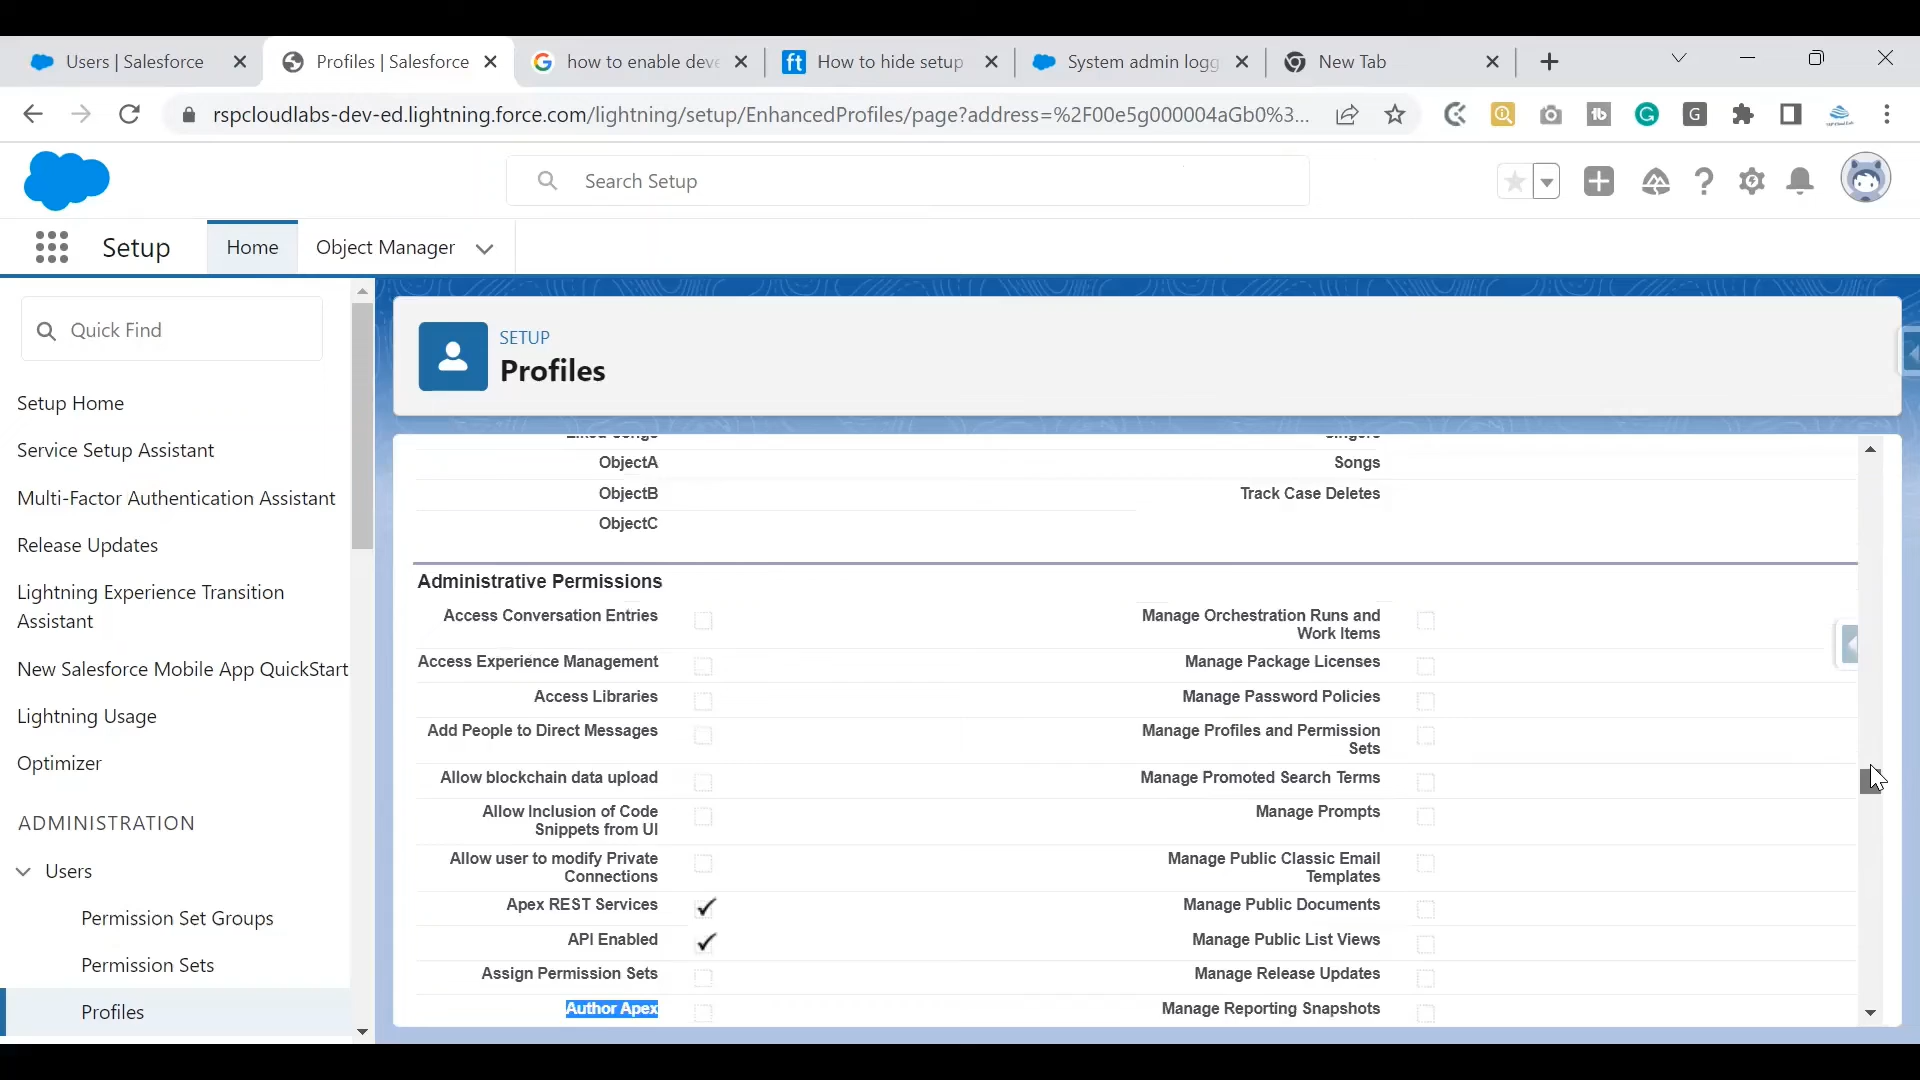 Users | Salesforce
Profiles | Salesforce
how to enable deve
How to hide setup
System admin logg
New Tab
rspcloudlabs-dev-ed.lightning.force.com/lightning/setup/EnhancedProfiles/page?address=%2F00e5g000004aGb0%3...
Search Setup
Setup
Home
Object Manager
Quick Find
Setup Home
Service Setup Assistant
Multi-Factor Authentication Assistant
Release Updates
Lightning Experience Transition
Assistant
New Salesforce Mobile App QuickStart
Lightning Usage
Optimizer
ADMINISTRATION
Users
Permission Set Groups
Permission Sets
Profiles
SETUP
Profiles
Liked Songs
Singers
ObjectA
Songs
ObjectB
Track Case Deletes
ObjectC
Administrative Permissions
Access Conversation Entries
Manage Orchestration Runs and
Work Items
Access Experience Management
Manage Package Licenses
Access Libraries
Manage Password Policies
Add People to Direct Messages
Manage Profiles and Permission
Sets
Allow blockchain data upload
Manage Promoted Search Terms
Allow Inclusion of Code
Snippets from UI
Manage Prompts
Allow user to modify Private
Connections
Manage Public Classic Email
Templates
Apex REST Services
Manage Public Documents
API Enabled
Manage Public List Views
Assign Permission Sets
Manage Release Updates
Author Apex
Manage Reporting Snapshots